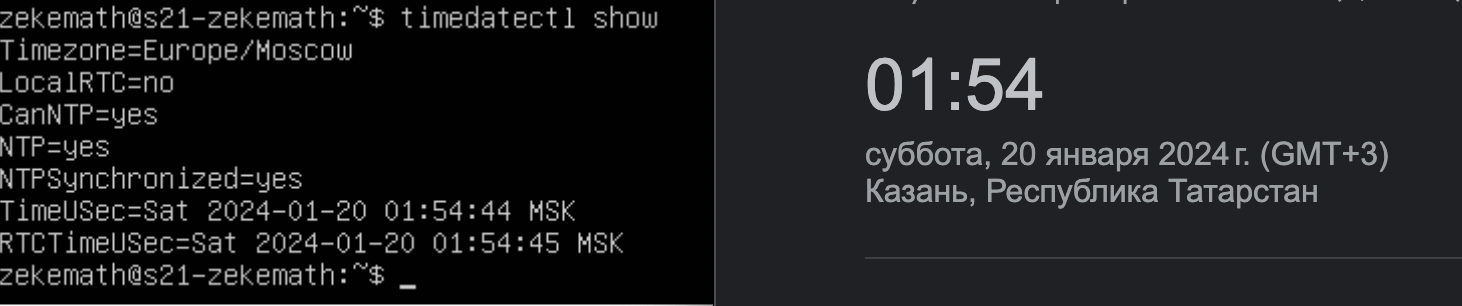 zekemath@s21-zekemath:~$ timedatectl show
Timezone=Europe/Moscow
LocalRTC=no
CanNTP=yes
NTP=yes
NTPSynchronized=yes
TimeUSec=Sat 2024-01-20 01:54:44 MSK
RTCTimeUSec=Sat 2024-01-20 01:54:45 MSK
zekemath@s21-zekemath:~$ _
01:54
суббота, 20 января 2024 г. (GMT+3)
Казань, Республика Татарстан